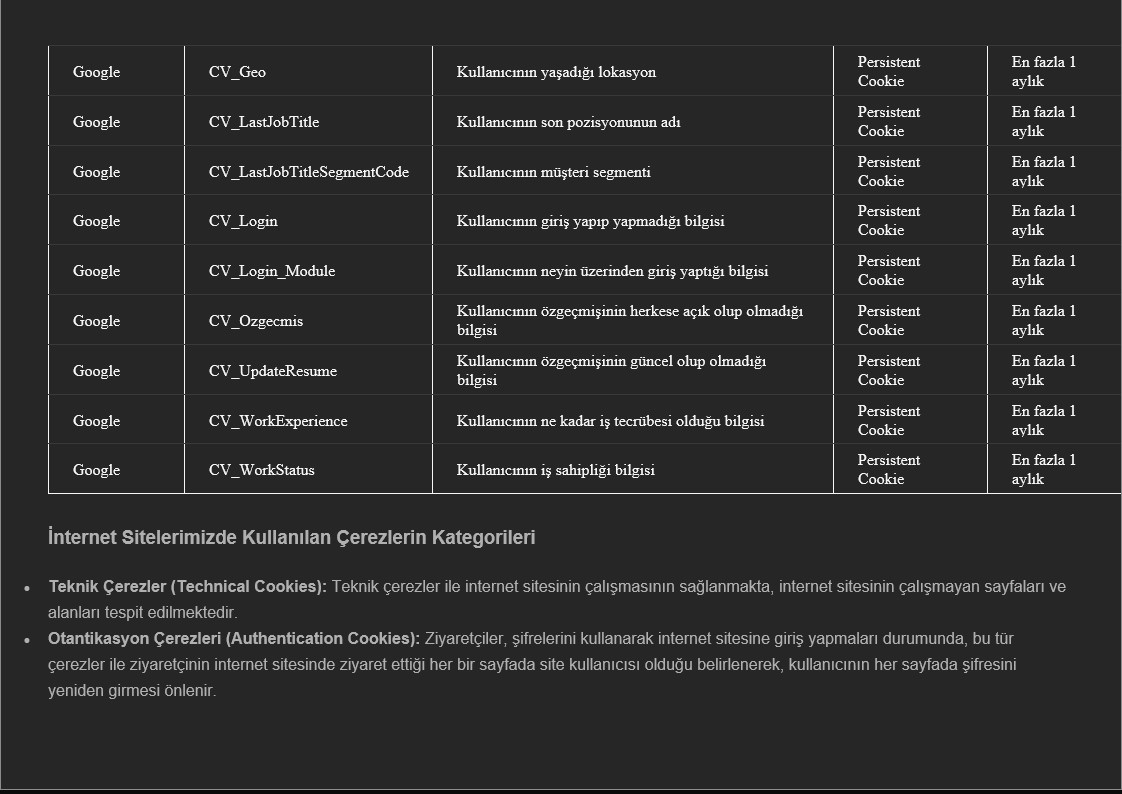 Google CV_Geo Kullanıcının yaşadığı lokasyon Persistent Cookie En fazla 1 aylık
Google CV_LastJobTitle Kullanıcının son pozisyonunun adı Persistent Cookie En fazla 1 aylık
Google CV_LastJobTitleSegmentCode Kullanıcının müşteri segmenti Persistent Cookie En fazla 1 aylık
Google CV_Login Kullanıcının giriş yapıp yapmadığı bilgisi Persistent Cookie En fazla 1 aylık
Google CV_Login_Module Kullanıcının neyin üzerinden giriş yaptığı bilgisi Persistent Cookie En fazla 1 aylık
Google CV_Ozgecmis Kullanıcının özgeçmişinin herkese açık olup olmadığı bilgisi Persistent Cookie En fazla 1 aylık
Google CV_UpdateResume Kullanıcının özgeçmişinin güncel olup olmadığı bilgisi Persistent Cookie En fazla 1 aylık
Google CV_WorkExperience Kullanıcının ne kadar iş tecrübesi olduğu bilgisi Persistent Cookie En fazla 1 aylık
Google CV_WorkStatus Kullanıcının iş sahipliği bilgisi Persistent Cookie En fazla 1 aylık
İnternet Sitelerimizde Kullanılan Çerezlerin Kategorileri
• Teknik Çerezler (Technical Cookies): Teknik çerezler ile internet sitesinin çalışmasının sağlanmakta, internet sitesinin çalışmayan sayfaları ve
alanları tespit edilmektedir.
• Otantikasyon Çerezleri (Authentication Cookies): Ziyaretçiler, şifrelerini kullanarak internet sitesine giriş yapmaları durumunda, bu tür
çerezler ile ziyaretçinin internet sitesinde ziyaret ettiği her bir sayfada site kullanıcısı olduğu belirlenerek, kullanıcının her sayfada şifresini
yeniden girmesi önlenir.